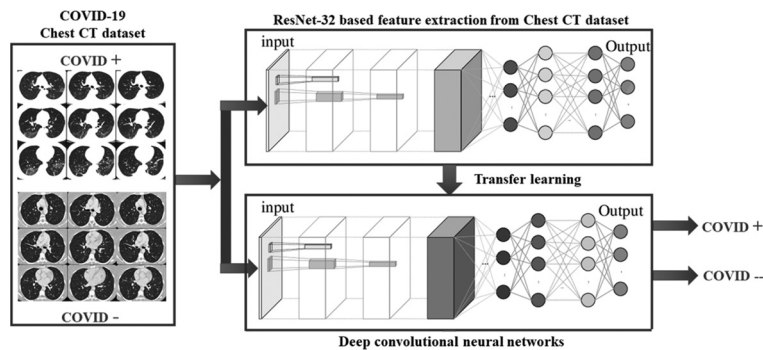 COVID-19
Chest CT dataset
COVID +
COVID -
ResNet-32 based feature extraction from Chest CT dataset
input
Output
...
Transfer learning
input
Output
...
COVID +
COVID --
Deep convolutional neural networks